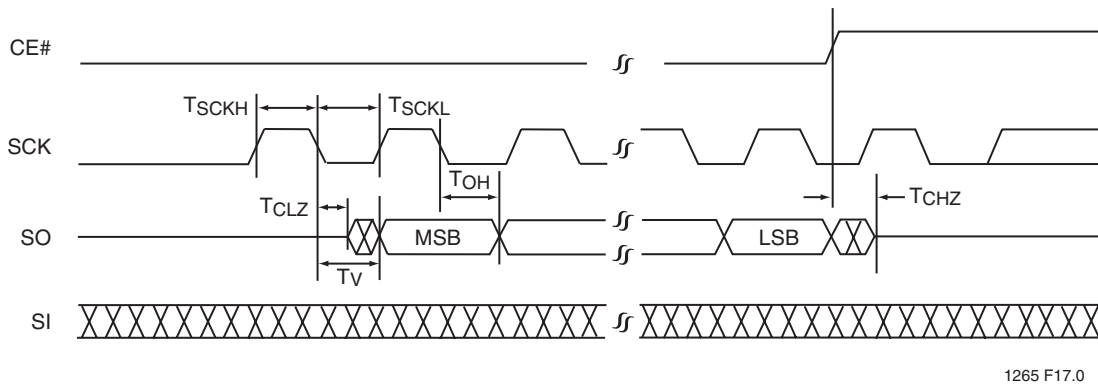 CE#
TSCKH
TSCKL
SCK
TOH
TCLZ
TCHZ
SO
MSB
LSB
TV
SI
1265 F17.0